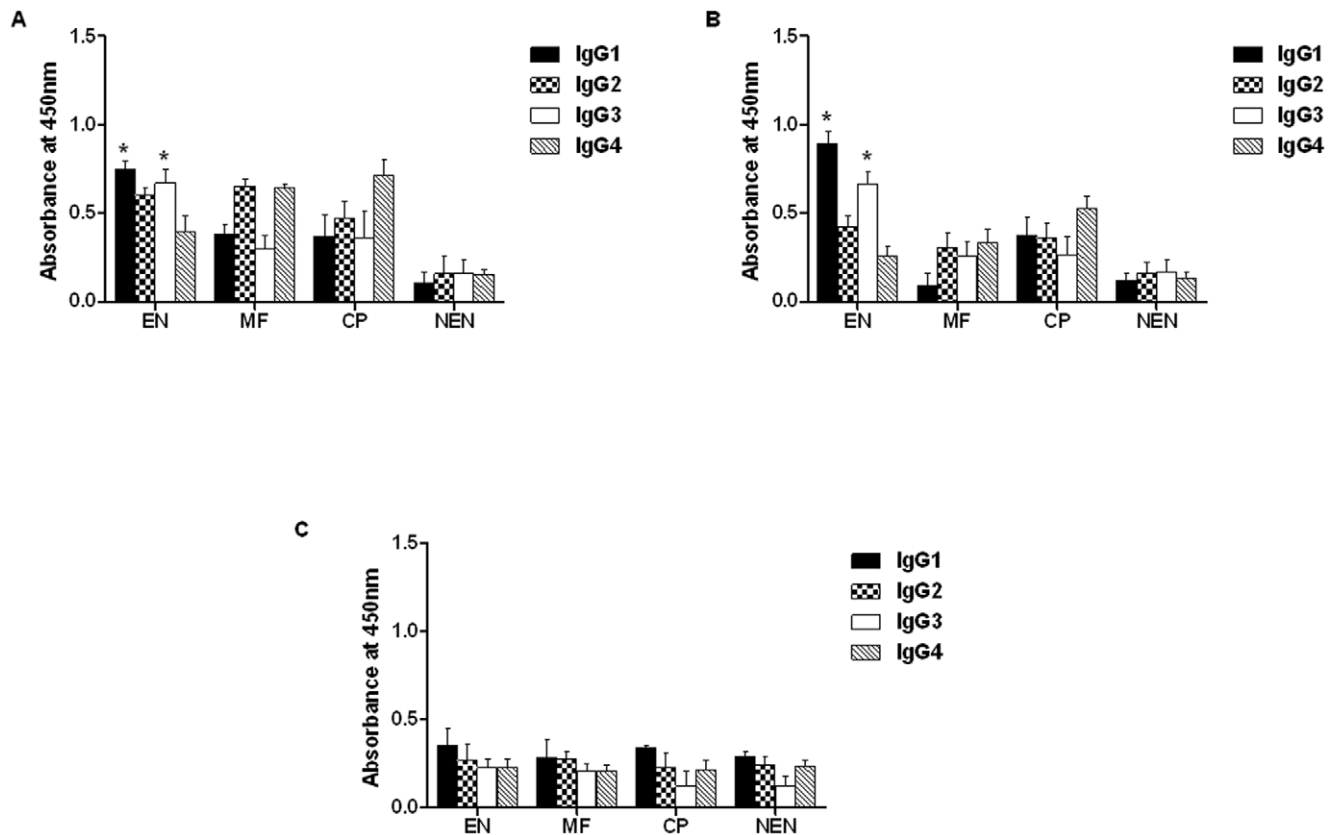 A
Absorbance at 450nm
1.5
1.0
0.5
0.0
* *
EN MF CP NEN
IgG1
IgG2
IgG3
IgG4
B
Absorbance at 450nm
1.5
1.0
0.5
0.0
* *
EN MF CP NEN
IgG1
IgG2
IgG3
IgG4
C
Absorbance at 450nm
1.5
1.0
0.5
0.0
EN MF CP NEN
IgG1
IgG2
IgG3
IgG4